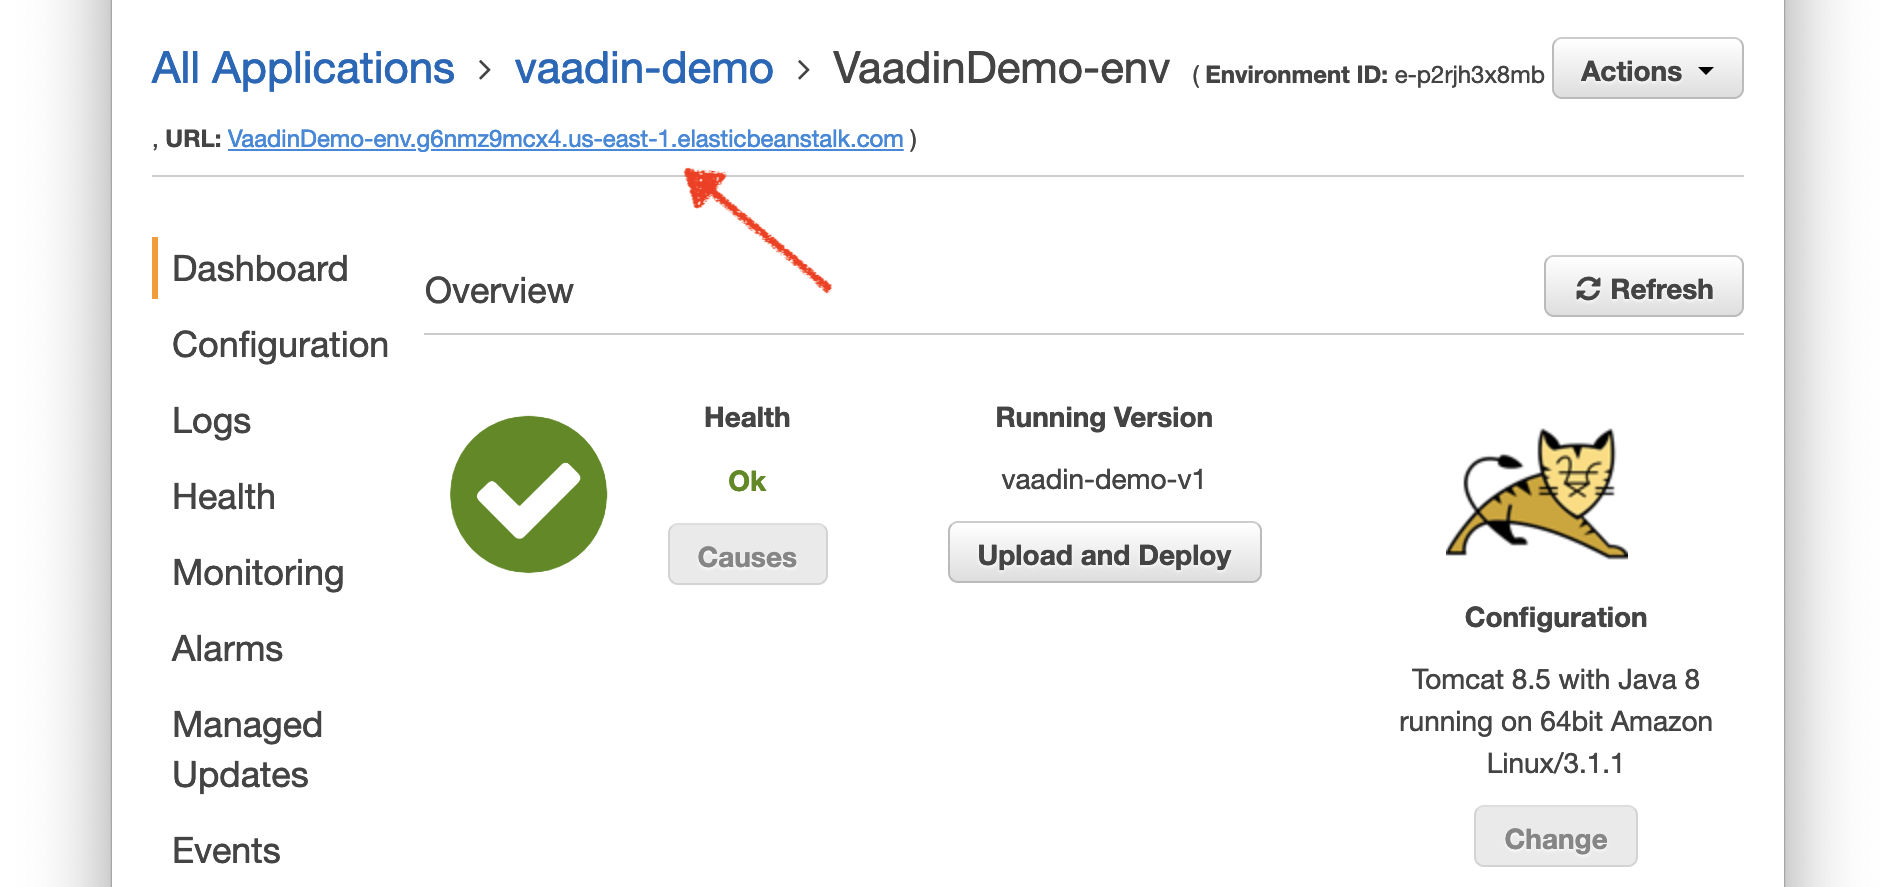 All Applications › vaadin-demo › VaadinDemo-env ( Environment ID: e-p2rjh3x8mb
Actions
, URL: VaadinDemo-env.g6nmz9mcx4.us-east-1.elasticbeanstalk.com )
Dashboard
Configuration
Logs
Health
Monitoring
Alarms
Managed
Updates
Events
Overview
Refresh
Health
Ok
Causes
Running Version
vaadin-demo-v1
Upload and Deploy
Configuration
Tomcat 8.5 with Java 8
running on 64bit Amazon
Linux/3.1.1
Change